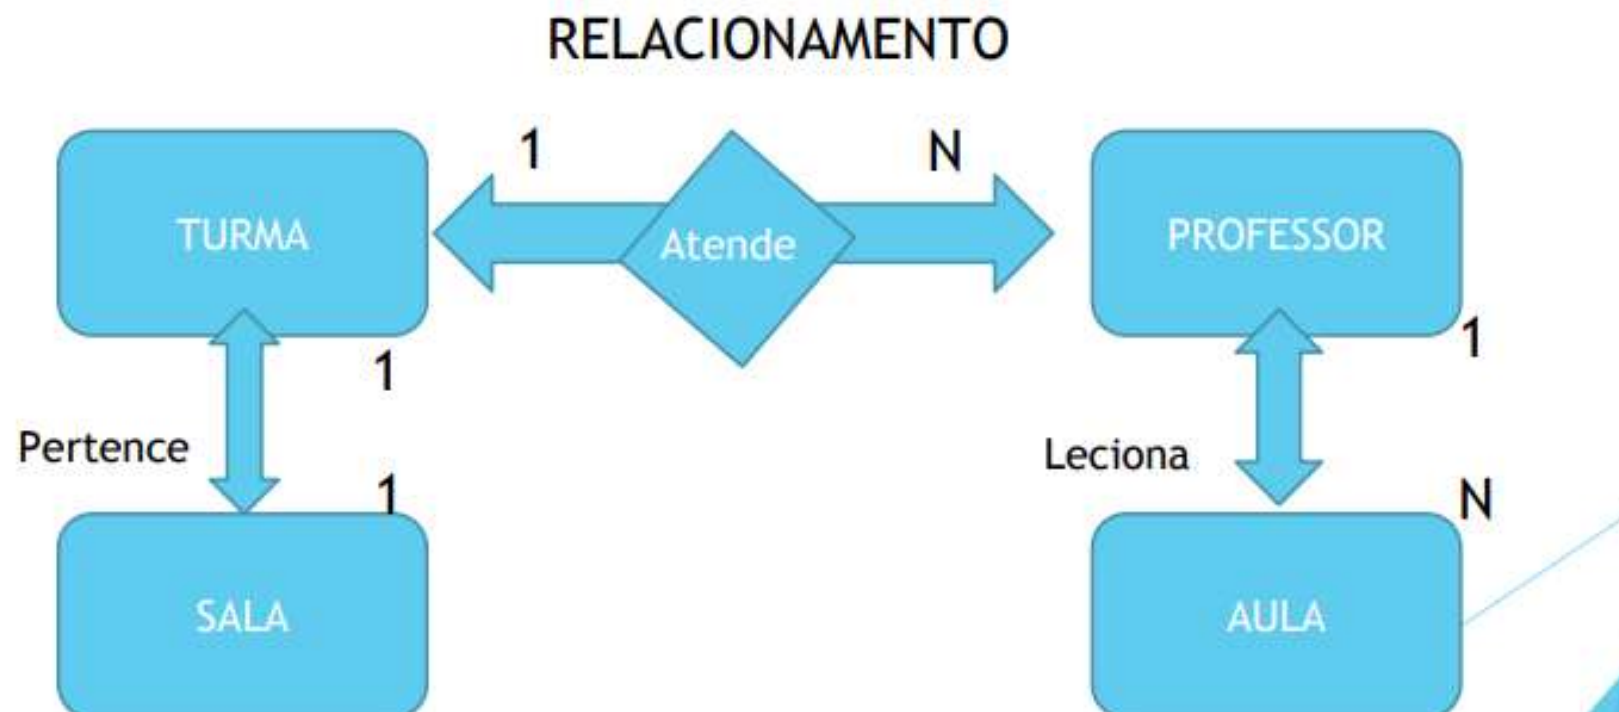 RELACIONAMENTO
1
N
TURMA
Atende
PROFESSOR
1
1
Pertence
Leciona
1
N
SALA
AULA